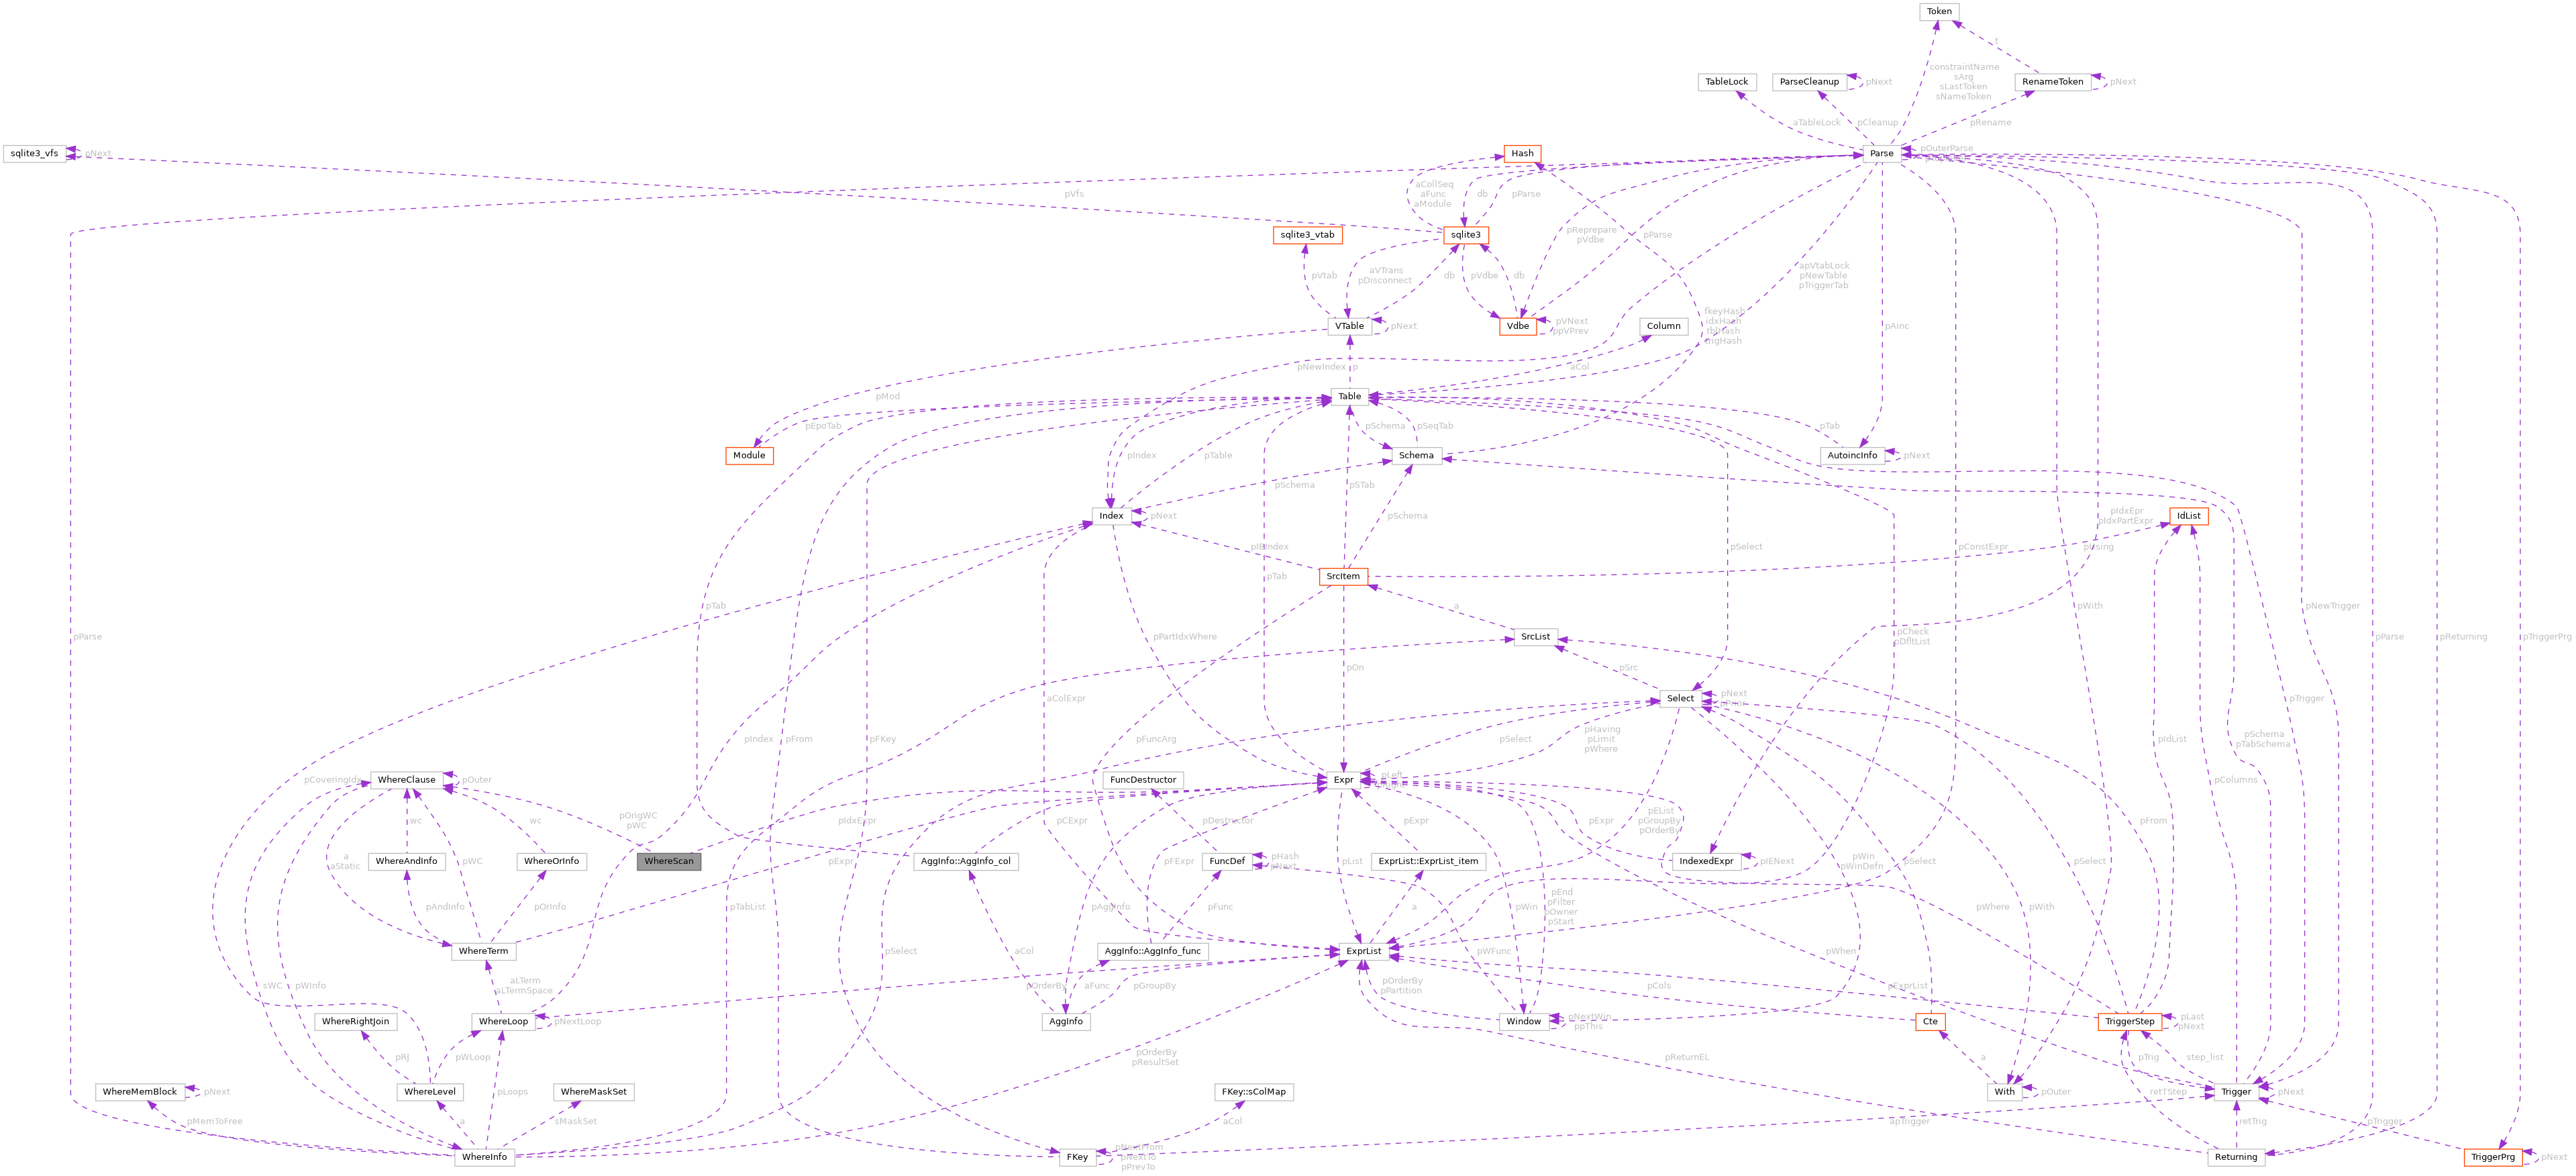 Token
t
constraintName
sArg
sLastToken
sNameToken
TableLock
ParseCleanup
pNext
RenameToken
pNext
aTableLock
pCleanup
pRename
sqlite3_vfs
pNext
Hash
Parse
pOuterParse
pVfs
aCollSeq
aFunc
aModule
db
pParse
sqlite3_vtab
sqlite3
pReprepare
pVdbe
pParse
pVtab
aVTrans
pDisconnect
db
pVdbe
db
apVtabLock
pNewTable
pTriggerTab
VTable
pNext
Vdbe
pVNext
ppVPrev
Column
fkeyHash
idxHash
tblHash
trigHash
pAinc
pNewIndex
p
aCol
pMod
Table
pEpoTab
pSchema
pSeqTab
pTab
Module
pIndex
pTable
Schema
AutoincInfo
pNext
pSchema
pSTab
Index
pNext
pSchema
IdList
pIdxEpr
pIdxPartExpr
pIBIndex
pSelect
pConstExpr
pUsing
SrcItem
pTab
pTab
a
pWith
pNewTrigger
pParse
pPartIdxWhere
SrcList
pCheck
pDfltList
pParse
pReturning
pTriggerPrg
pOn
pSrc
Select
pNext
aColExpr
pTrigger
pIndex
pFrom
pFKey
pFuncArg
pSelect
pHaving
pLimit
pWhere
pIdList
pSchema
pTabSchema
pCoveringIdx
WhereClause
pOuter
FuncDestructor
Expr
pLeft
pColumns
pOrigWC
pWC
wc
wc
pIdxExpr
pCExpr
pDestructor
pExpr
pEList
pGroupBy
pOrderBy
pExpr
pFrom
a
aStatic
WhereAndInfo
pWC
WhereOrInfo
WhereScan
pExpr
AggInfo::AggInfo_col
pFExpr
FuncDef
pHash
pNext
pList
ExprList::ExprList_item
IndexedExpr
pIENext
pWin
pWinDefn
pSelect
pSelect
pAndInfo
pOrInfo
pTabList
pAggInfo
pFunc
a
pWin
pEnd
pFilter
pOwner
pStart
pWith
pWhere
WhereTerm
pSelect
aCol
AggInfo::AggInfo_func
ExprList
pWFunc
pWhen
sWC
pWInfo
aLTerm
aLTermSpace
pOrderBy
aFunc
pGroupBy
pOrderBy
pPartition
pCols
pExprList
WhereRightJoin
WhereLoop
pNextLoop
AggInfo
Window
pNextWin
ppThis
Cte
TriggerStep
pLast
pNext
pRJ
pWLoop
pOrderBy
pResultSet
pReturnEL
a
pTrig
step_list
WhereMemBlock
pNext
WhereLevel
pLoops
WhereMaskSet
FKey::sColMap
With
pOuter
retTStep
Trigger
pNext
pMemToFree
a
sMaskSet
aCol
apTrigger
retTrig
pTrigger
WhereInfo
FKey
pNextFrom
pNextTo
pPrevTo
Returning
TriggerPrg
pNext